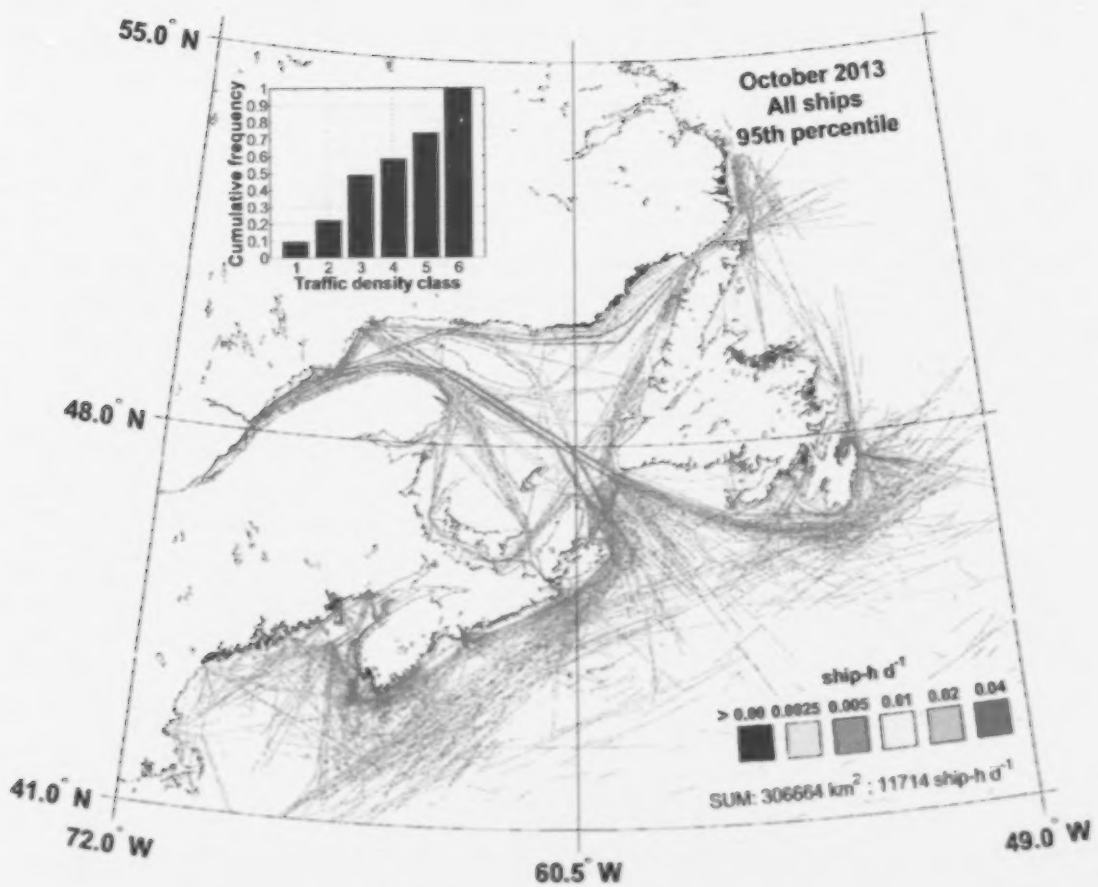 55.0° N
October 2013
All ships
95th percentile
Cumulative frequency
1
0.9
0.8
0.7
0.6
0.5
0.4
0.3
0.2
0.1
0
1 2 3 4 5 6
Traffic density class
48.0° N
ship-h d⁻¹
> 0.00 0.0025 0.005 0.01 0.02 0.04
SUM: 306664 km² ; 11714 ship-h d⁻¹
41.0° N
72.0° W
60.5° W
49.0° W